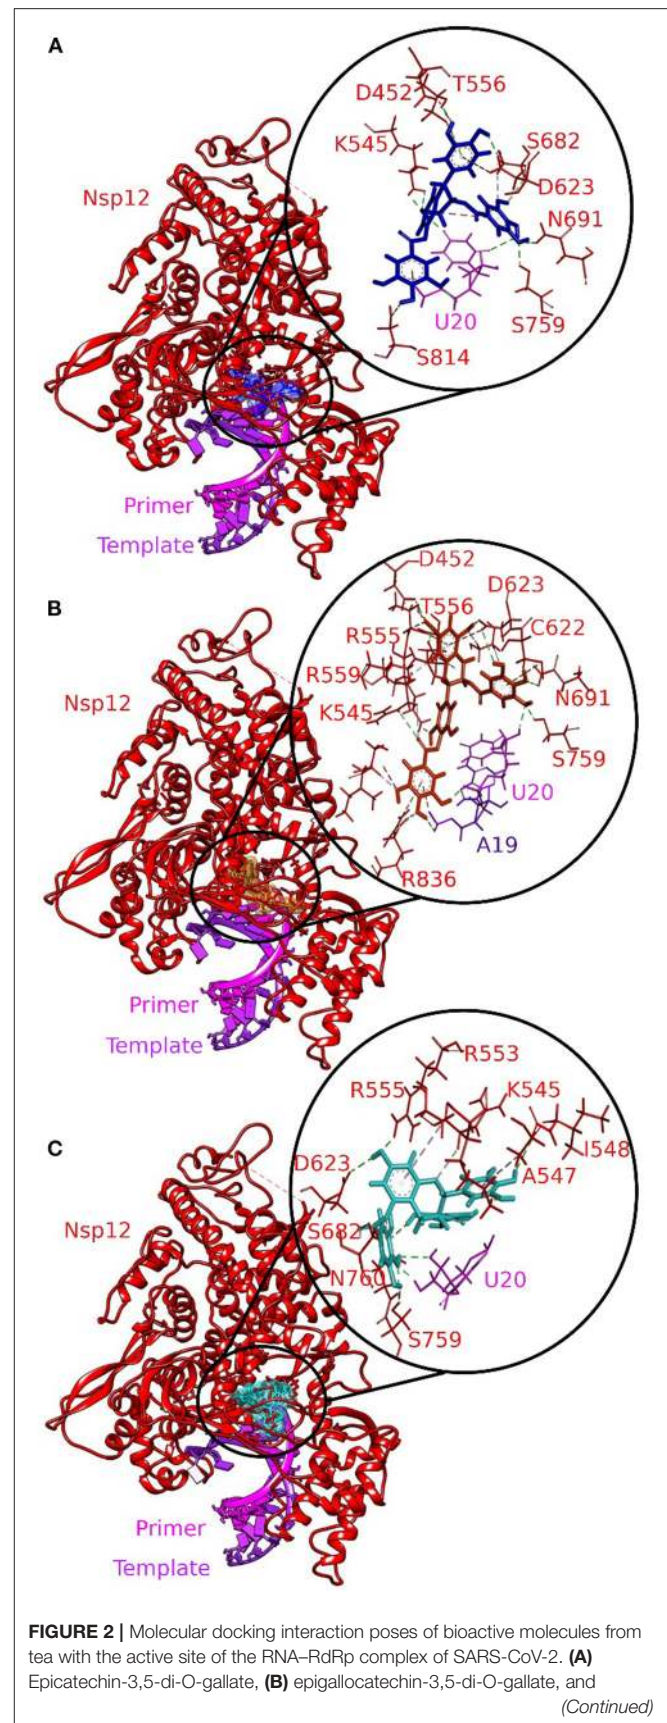 A
D452
T556
K545
S682
D623
N691
Nsp12
U20
S759
S814
Primer
Template
B
D452
D623
T556
C622
R555
R559
N691
K545
Nsp12
S759
U20
A19
R836
Primer
Template
C
R553
R555
K545
I548
A547
D623
Nsp12
S682
N760
U20
S759
Primer
Template
FIGURE 2 | Molecular docking interaction poses of bioactive molecules from
tea with the active site of the RNA–RdRp complex of SARS-CoV-2. (A)
Epicatechin-3,5-di-O-gallate, (B) epigallocatechin-3,5-di-O-gallate, and
(Continued)